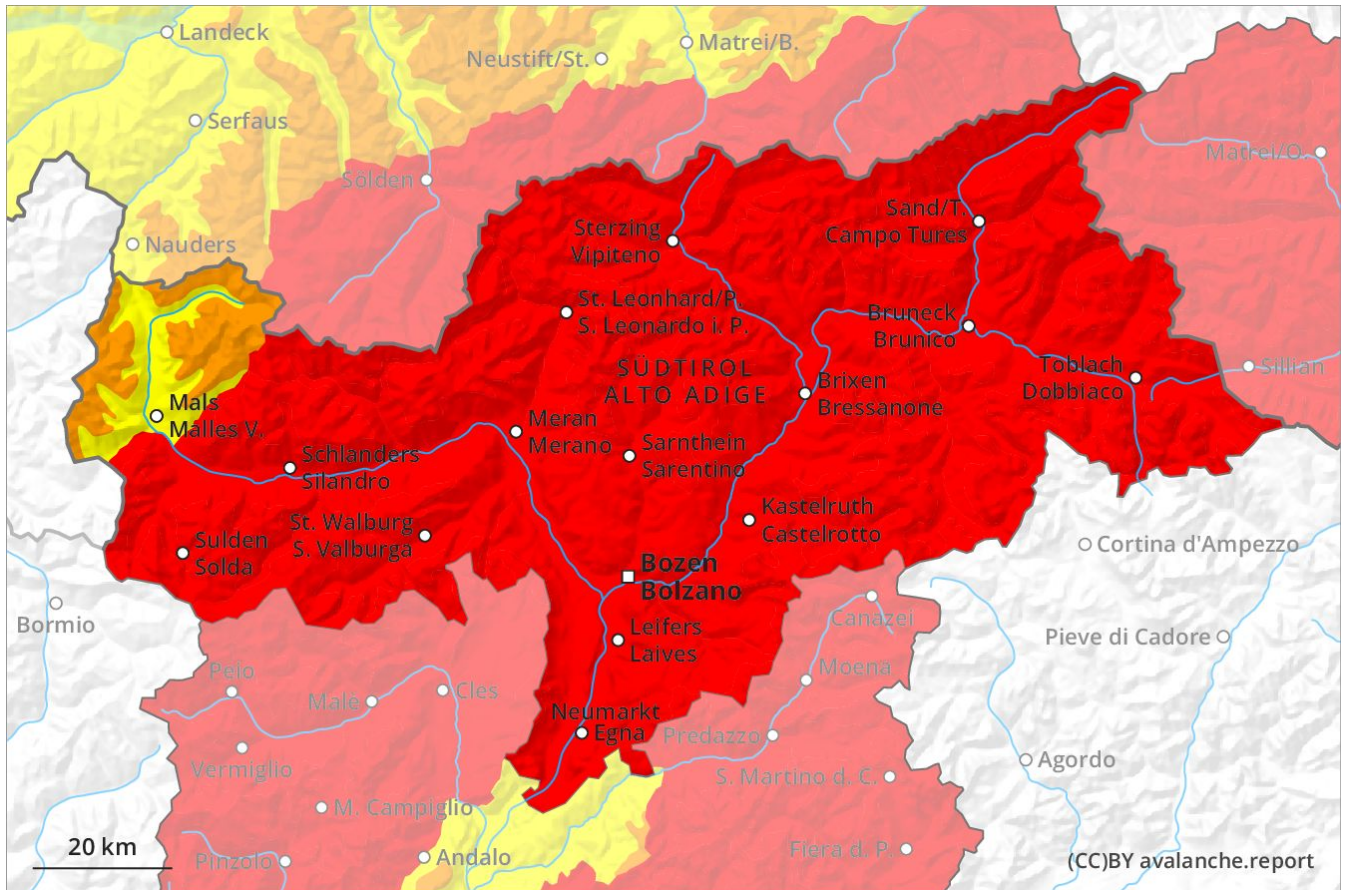 Landeck
Matrei/B.
Neustift/St.
Serfaus
Matrei/O.
Sölden
Nauders
Sand/T.
Campo Tures
Sterzing
Vipiteno
St. Leonhard/P.
S. Leonardo i. P.
Bruneck
Brunico
SÜDTIROL
ALTO ADIGE
Toblach
Dobbiaco
Sillian
Brixen
Bressanone
Mals
Malles V.
Meran
Merano
Sarnthein
Sarentino
Schlanders
Silandro
Kastelruth
Castelrotto
St. Walburg
S. Valburga
Sulden
Solda
Cortina d'Ampezzo
Bozen
Bolzano
Bormio
Canazei
Leifers
Laives
Pieve di Cadore
Peio
Moena
Malè
Cles
Neumarkt
Egna
Predazzo
Vermiglio
Agordo
S. Martino d. C.
M. Campiglio
20 km
Pinzolo
Andalo
Fiera d. P.
(CC)BY avalanche.report